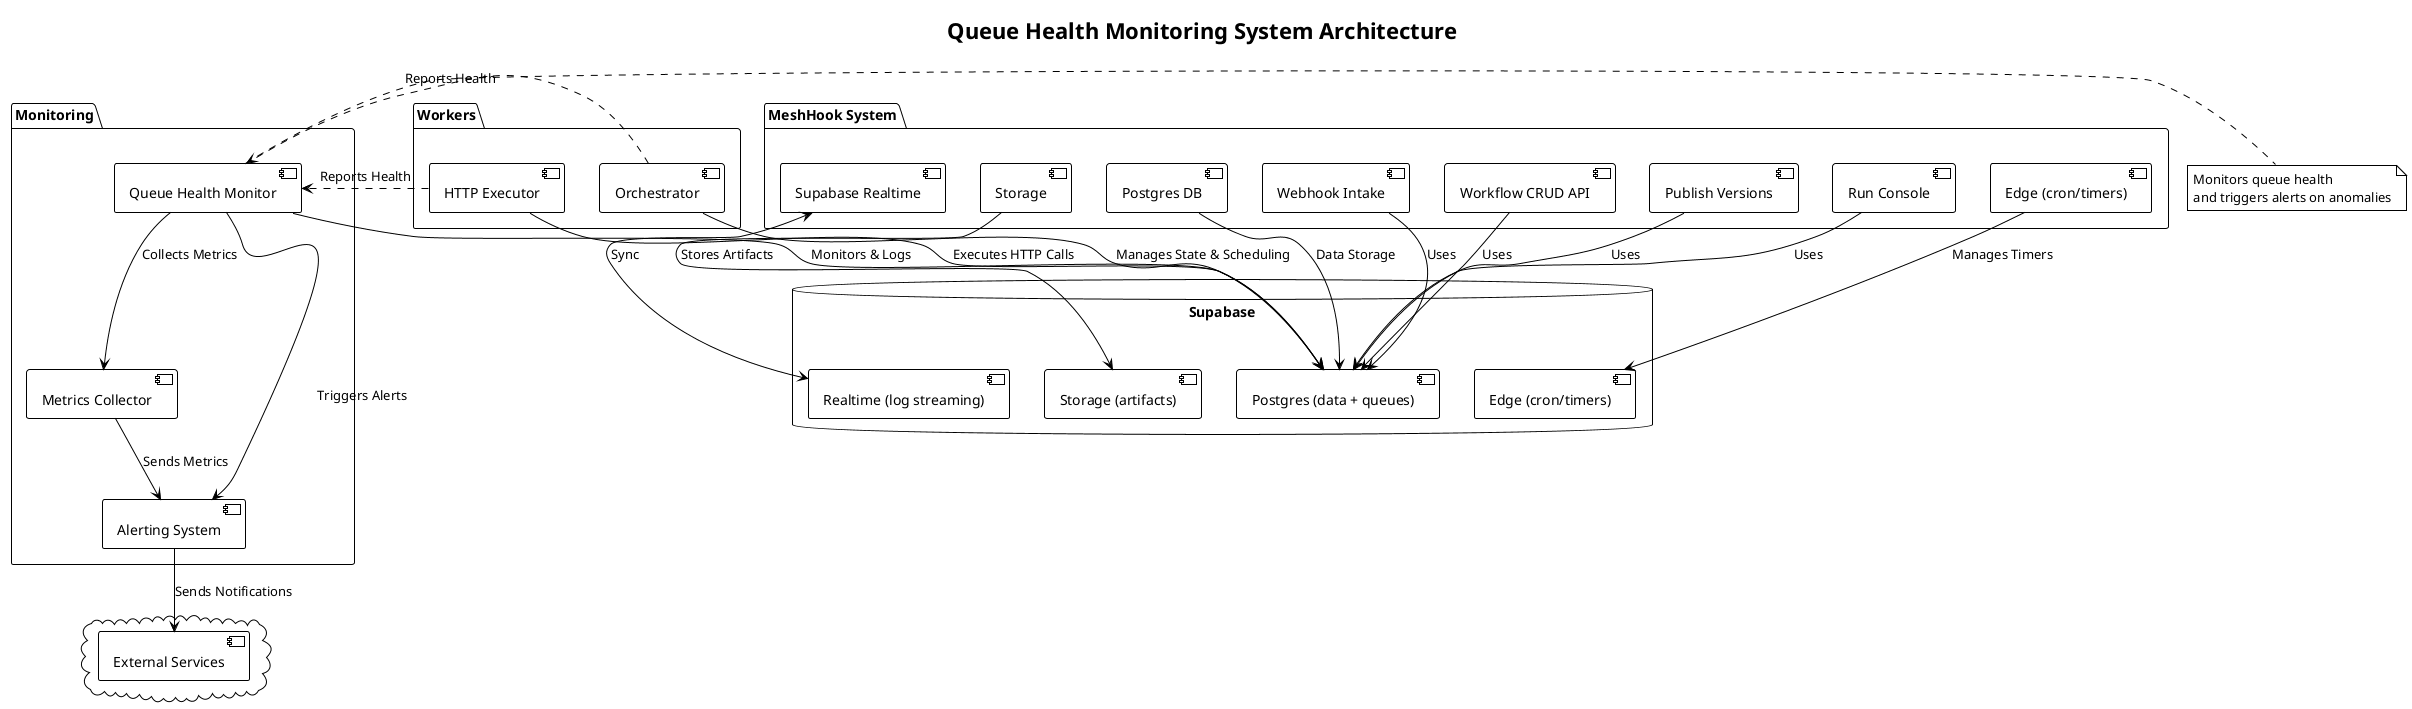 Queue Health Monitoring System Architecture
Reports Health
Monitoring
Workers
MeshHook System
Queue Health Monitor
Reports Health
HTTP Executor
Orchestrator
Supabase Realtime
Storage
Postgres DB
Webhook Intake
Workflow CRUD API
Publish Versions
Run Console
Edge (cron/timers)
Monitors queue health
and triggers alerts on anomalies
Collects Metrics
Sync
Stores Artifacts
Monitors & Logs
Executes HTTP Calls
Manages State & Scheduling
Data Storage
Uses
Uses
Uses
Uses
Manages Timers
Supabase
Metrics Collector
Triggers Alerts
Realtime (log streaming)
Storage (artifacts)
Postgres (data + queues)
Edge (cron/timers)
Sends Metrics
Alerting System
Sends Notifications
External Services